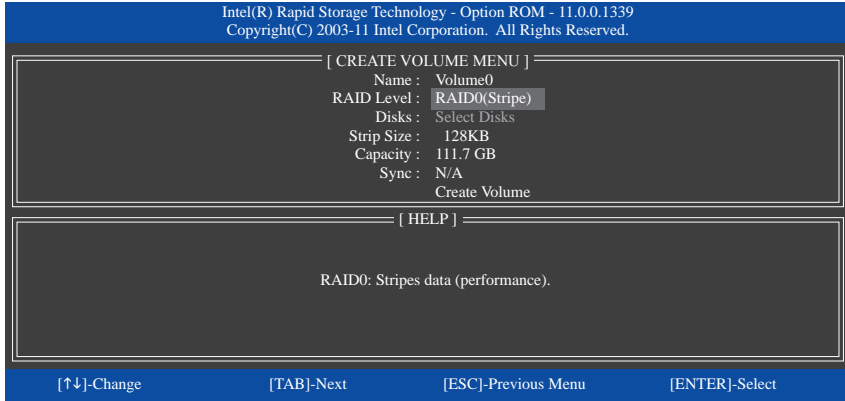 Intel(R) Rapid Storage Technology - Option ROM - 11.0.0.1339
Copyright(C) 2003-11 Intel Corporation. All Rights Reserved.
[ CREATE VOLUME MENU ]
Name : Volume0
RAID Level : RAID0(Stripe)
Disks : Select Disks
Strip Size : 128KB
Capacity : 111.7 GB
Sync : N/A
Create Volume
[ HELP ]
RAID0: Stripes data (performance).
[↑↓]-Change [TAB]-Next [ESC]-Previous Menu [ENTER]-Select